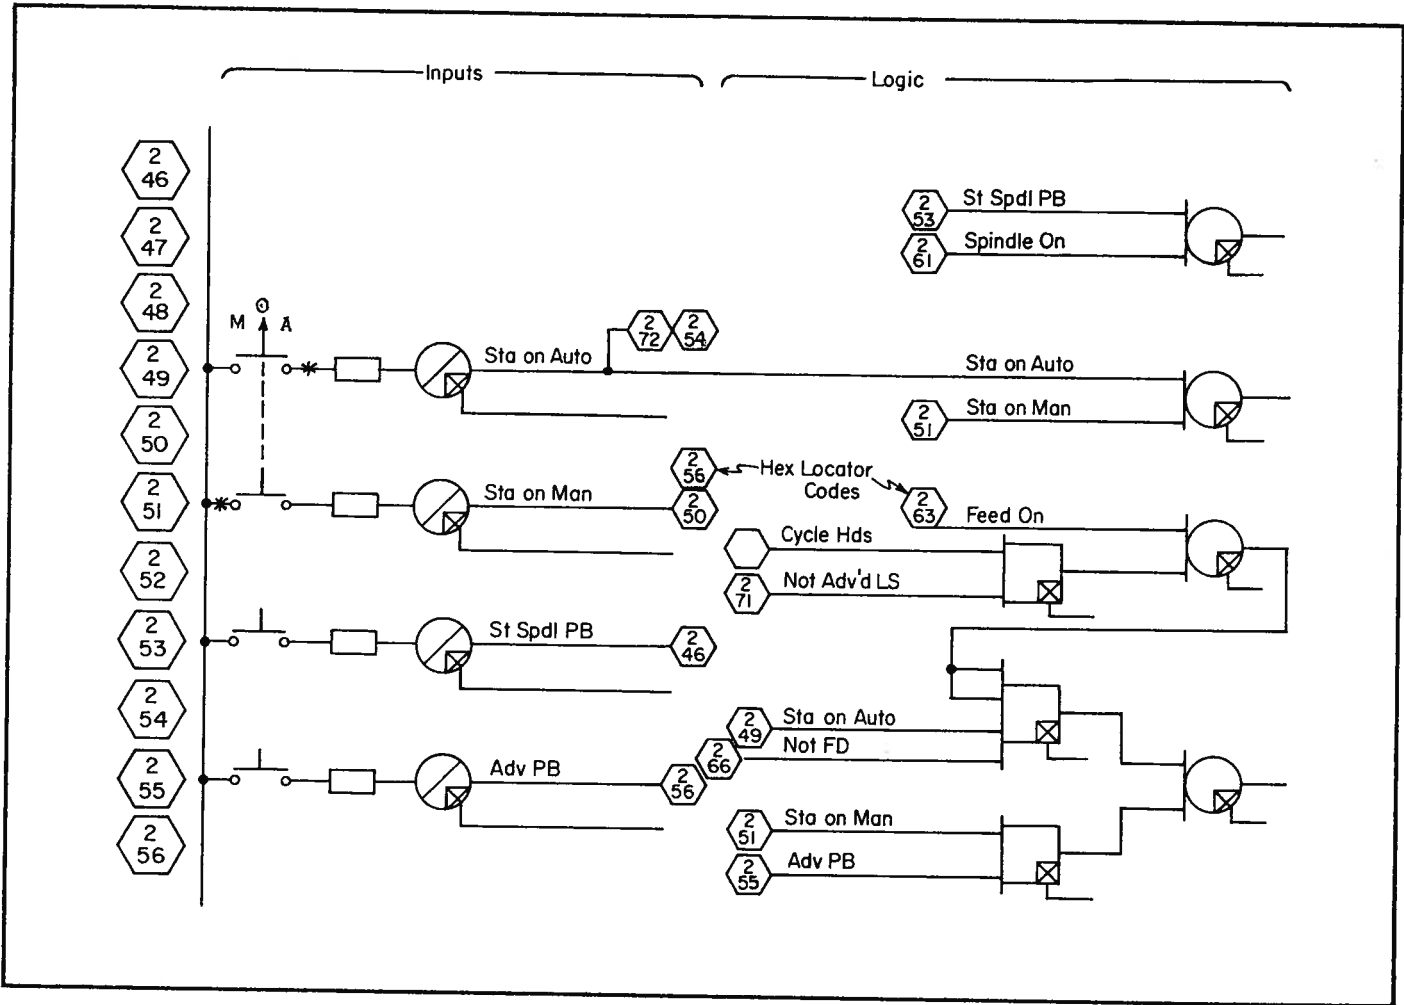 Inputs
Logic
2
46
2
47
2
48
2
49
2
50
2
51
2
52
2
53
2
54
2
55
2
56
M O A
Sta on Auto
2
72
2
54
Sta on Man
2
56
2
50
St Spdl PB
2
46
Adv PB
2
56
2
53
St Spdl PB
2
61
Spindle On
Sta on Auto
2
51
Sta on Man
Hex Locator
Codes
2
63
Feed On
Cycle Hds
2
71
Not Adv'd LS
2
49
Sta on Auto
2
66
Not FD
2
51
Sta on Man
2
55
Adv PB